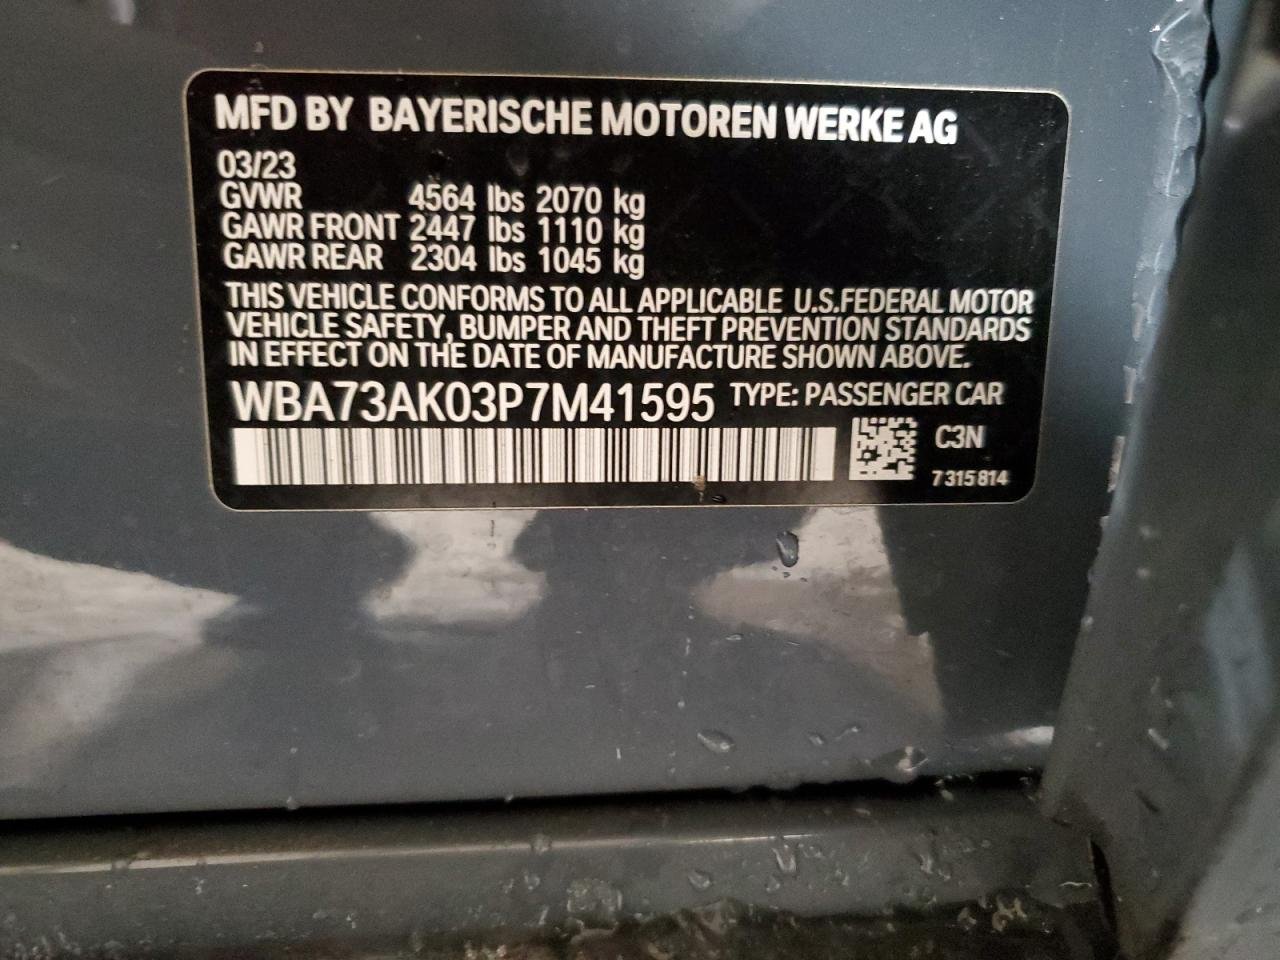 MFD BY BAYERISCHE MOTOREN WERKE AG
03/23
GVWR 4564 lbs 2070 kg
GAWR FRONT 2447 lbs 1110 kg
GAWR REAR 2304 lbs 1045 kg
THIS VEHICLE CONFORMS TO ALL APPLICABLE U.S.FEDERAL MOTOR
VEHICLE SAFETY, BUMPER AND THEFT PREVENTION STANDARDS
IN EFFECT ON THE DATE OF MANUFACTURE SHOWN ABOVE.
WBA73AK03P7M41595 TYPE: PASSENGER CAR
C3N
7 315 814